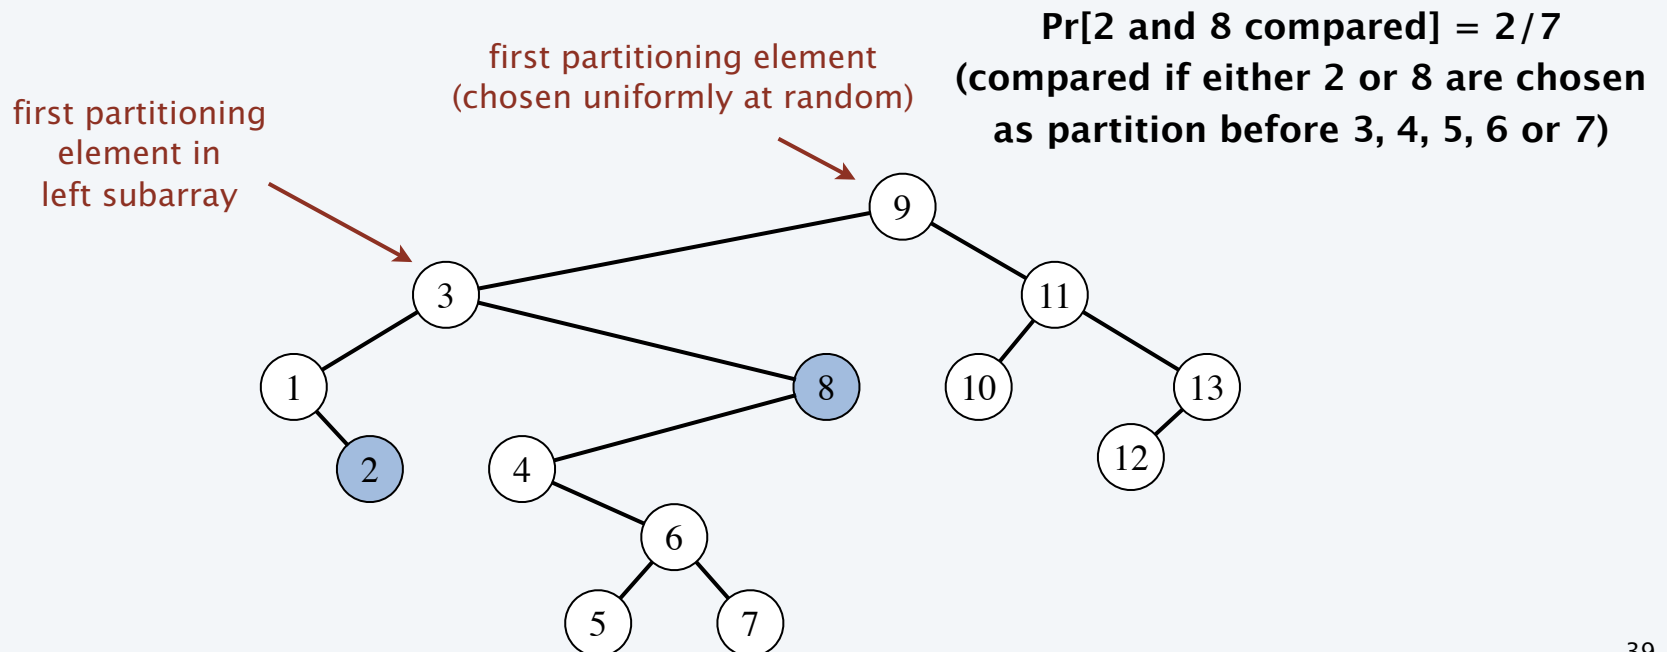 Pr[2 and 8 compared] = 2/7
(compared if either 2 or 8 are chosen
as partition before 3, 4, 5, 6 or 7)
first partitioning element
(chosen uniformly at random)
first partitioning
element in
left subarray
9
3
11
1
8
10
13
2
4
12
6
5
7
39